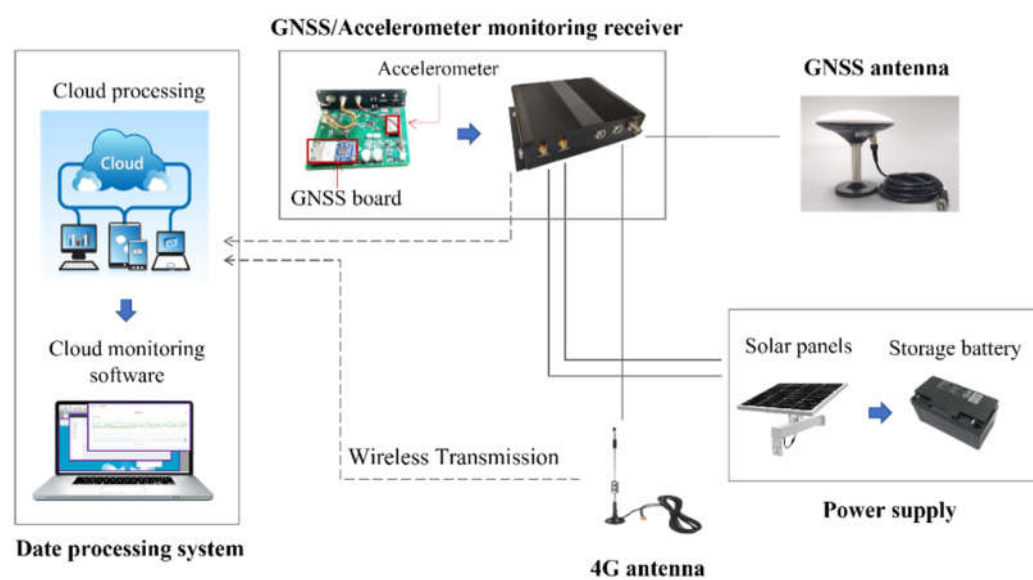 GNSS/Accelerometer monitoring receiver
Cloud processing
Cloud
Accelerometer
GNSS board
GNSS antenna
Cloud monitoring
software
Solar panels
Storage battery
Wireless Transmission
Power supply
Date processing system
4G antenna